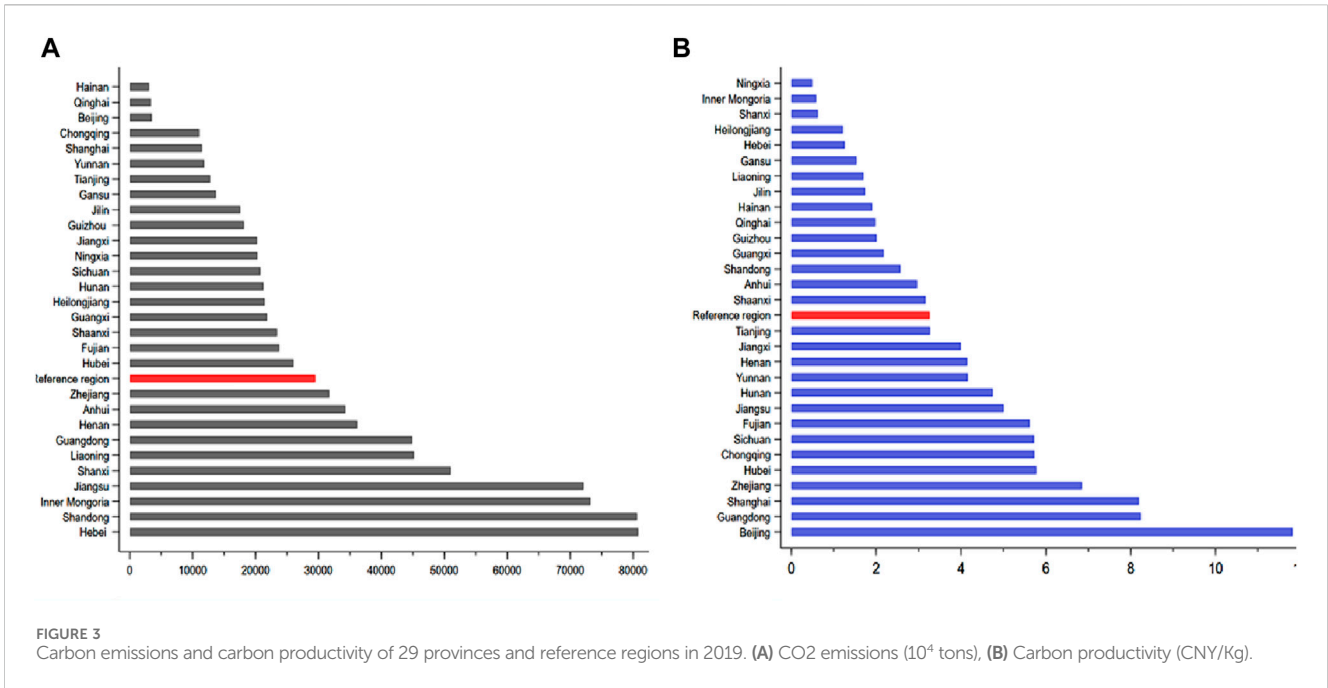 A
Hainan
Qinghai
Beijing
Chongqing
Shanghai
Yunnan
Tianjing
Gansu
Jilin
Guizhou
Jiangxi
Ningxia
Sichuan
Hunan
Heilongjiang
Guangxi
Shaanxi
Fujian
Hubei
leference region
Zhejiang
Anhui
Henan
Guangdong
Liaoning
Shanxi
Jiangsu
Inner Mongoria
Shandong
Hebei
0 10000 20000 30000 40000 50000 60000 70000 80000
B
Ningxia
Inner Mongoria
Shanxi
Heilongjiang
Hebei
Gansu
Liaoning
Jilin
Hainan
Qinghai
Guizhou
Guangxi
Shandong
Anhui
Shaanxi
Reference region
Tianjing
Jiangxi
Henan
Yunnan
Hunan
Jiangsu
Fujian
Sichuan
Chongqing
Hubei
Zhejiang
Shanghai
Guangdong
Beijing
0 2 4 6 8 10 1
FIGURE 3
Carbon emissions and carbon productivity of 29 provinces and reference regions in 2019. (A) CO2 emissions (10⁴ tons), (B) Carbon productivity (CNY/Kg).